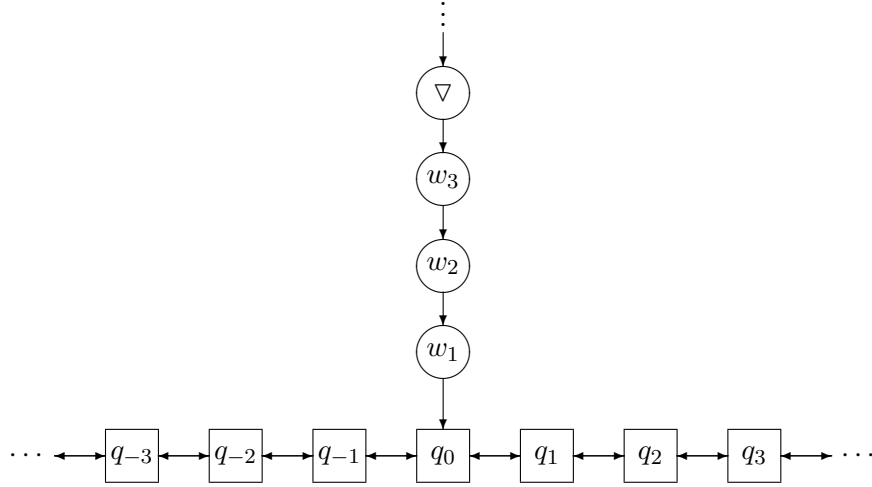 ⋮
▽
w₃
w₂
w₁
⋯ q₋₃ q₋₂ q₋₁ q₀ q₁ q₂ q₃ ⋯